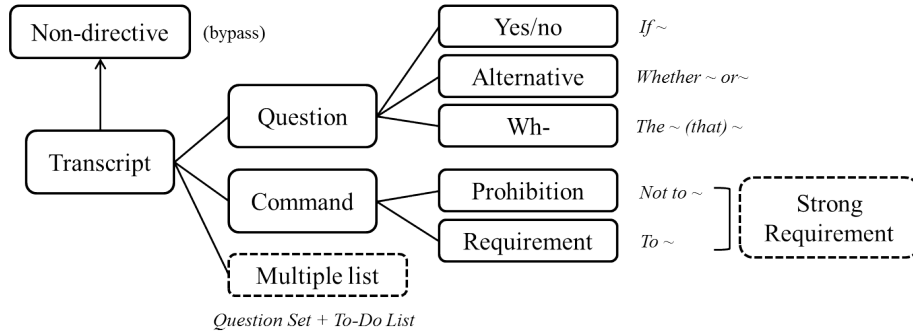 Non-directive
(bypass)
Yes/no
If ~
Alternative
Whether ~ or~
Question
Wh-
The ~ (that) ~
Transcript
Command
Prohibition
Not to ~
Requirement
To ~
Strong
Requirement
Multiple list
Question Set + To-Do List